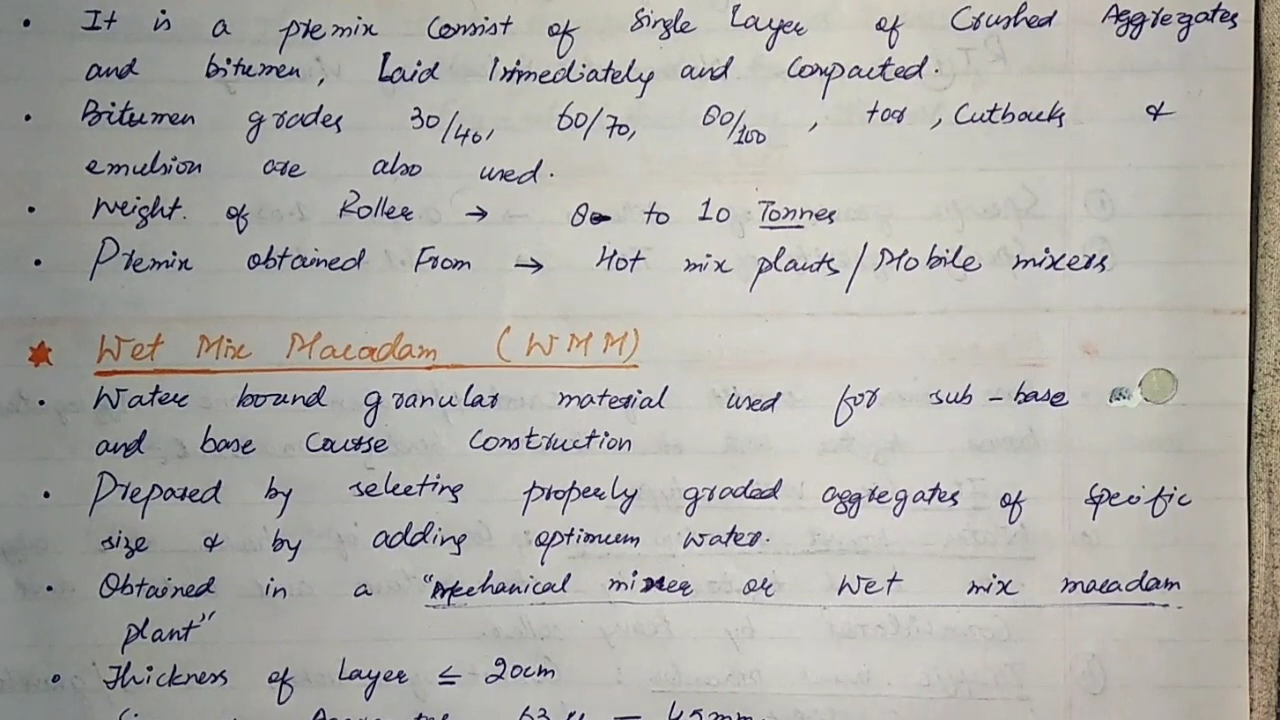 • It is a premix consist of Single Layer of Crushed Aggregates
and bitumen, Laid Immediately and Compacted.
• Bitumen grades 30/40, 60/70, 80/100, tar, Cutbacks &
emulsion are also used.
• Weight of Roller → 8 to 10 Tonnes
• Premix obtained From → Hot mix plants / Mobile mixers
★ Wet Mix Macadam (WMM)
• Water bound granular material used for sub-base
and base Course Construction
• Prepared by selecting properly graded aggregates of Specific
size & by adding optimum water.
• Obtained in a "Mechanical mixer or Wet mix macadam
plant"
• Thickness of Layer ≤ 20cm
45mm.